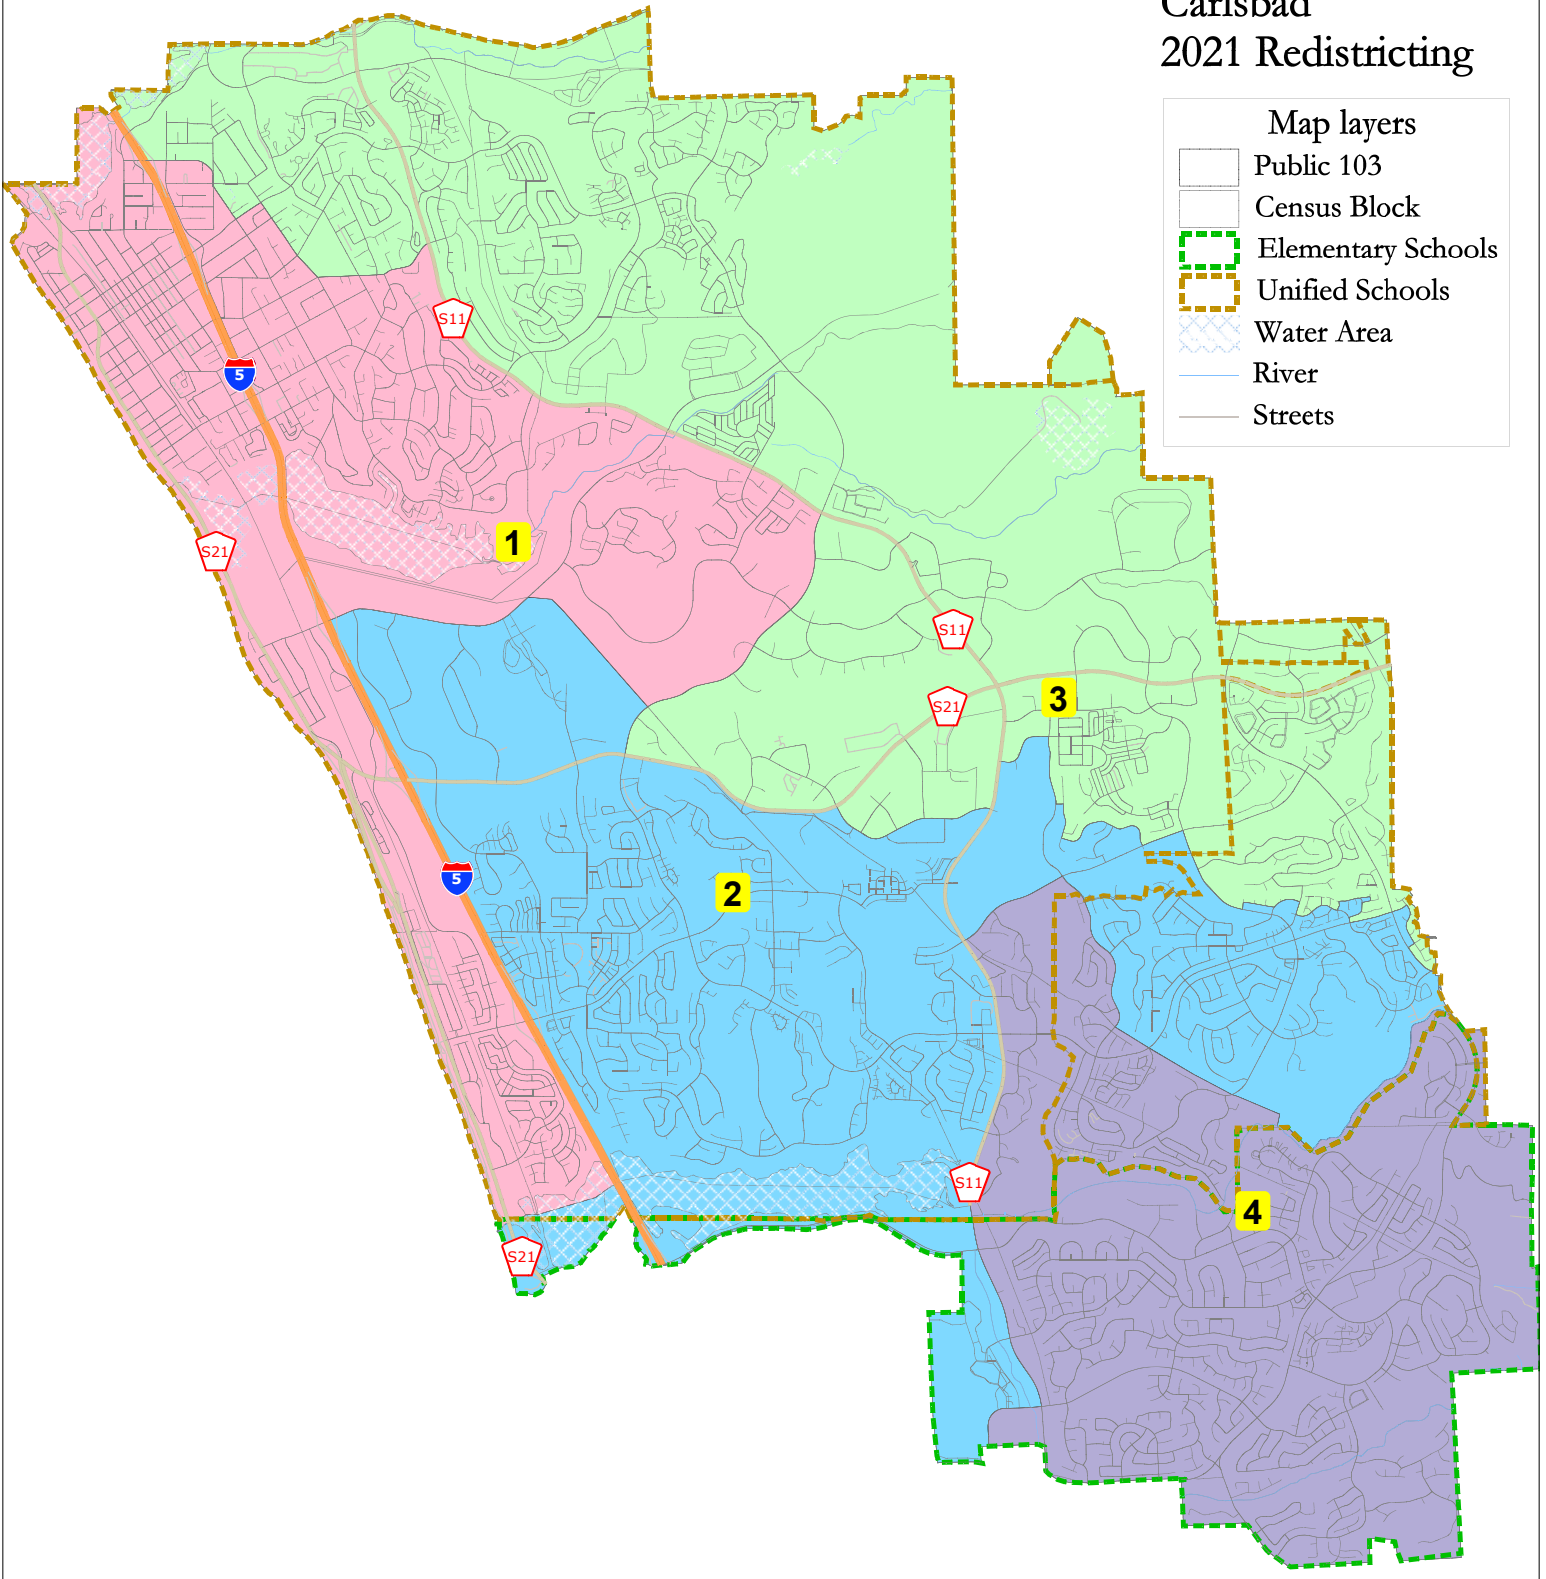 Carlsbad
2021 Redistricting
Map layers
Public 103
Census Block
Elementary Schools
Unified Schools
Water Area
River
Streets
S11
5
S21
1
S11
S21
3
5
2
S11
4
S21